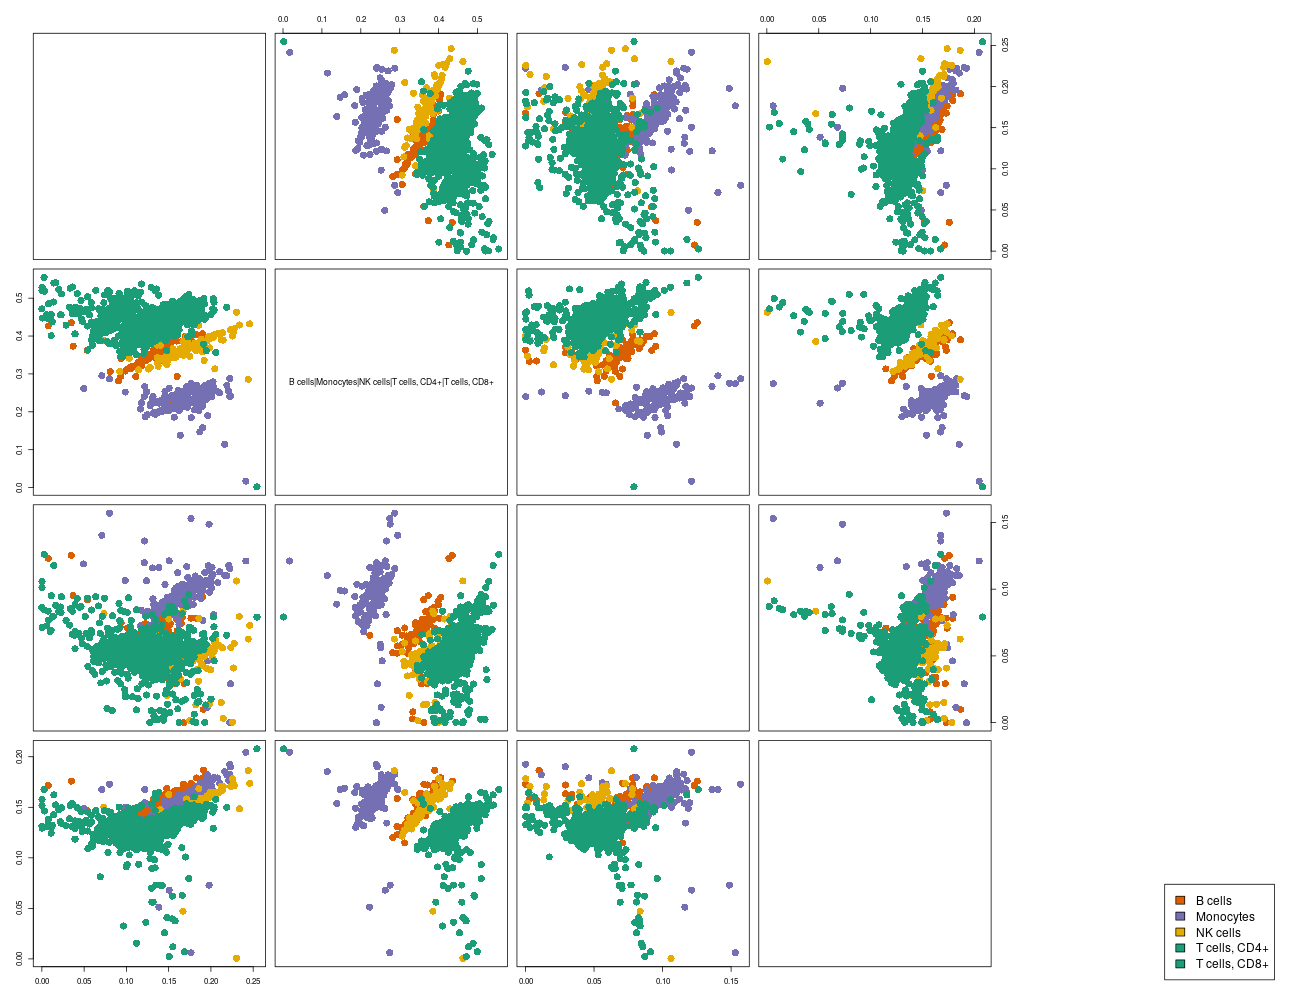 0.0 0.1 0.2 0.3 0.4 0.5
0.00 0.05 0.10 0.15 0.20
0.25
0.20
0.15
0.10
0.05
0.00
0.5
0.4
0.3
0.2
0.1
0.0
B cells|Monocytes|NK cells|T cells, CD4+|T cells, CD8+
0.15
0.10
0.05
0.00
0.20
0.15
0.10
0.05
0.00
0.00 0.05 0.10 0.15 0.20 0.25
0.00 0.05 0.10 0.15
B cells
Monocytes
NK cells
T cells, CD4+
T cells, CD8+